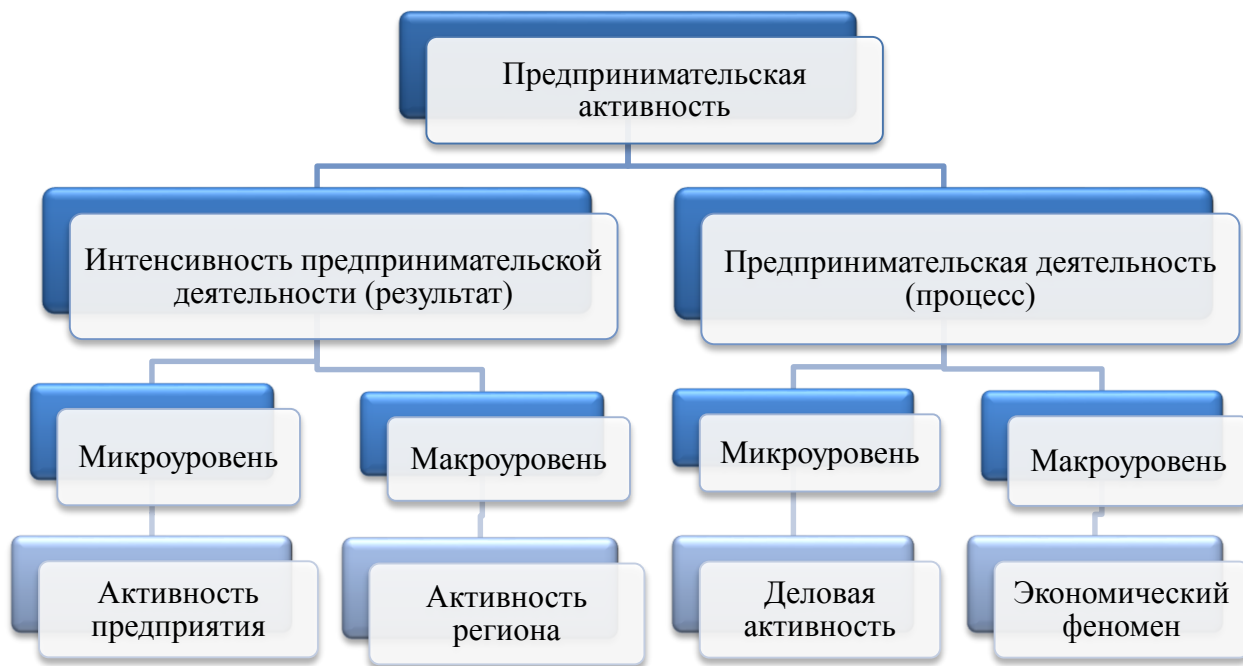 Предпринимательская
активность
Интенсивность предпринимательской
деятельности (результат)
Предпринимательская деятельность
(процесс)
Микроуровень
Макроуровень
Микроуровень
Макроуровень
Активность
предприятия
Активность
региона
Деловая
активность
Экономический
феномен